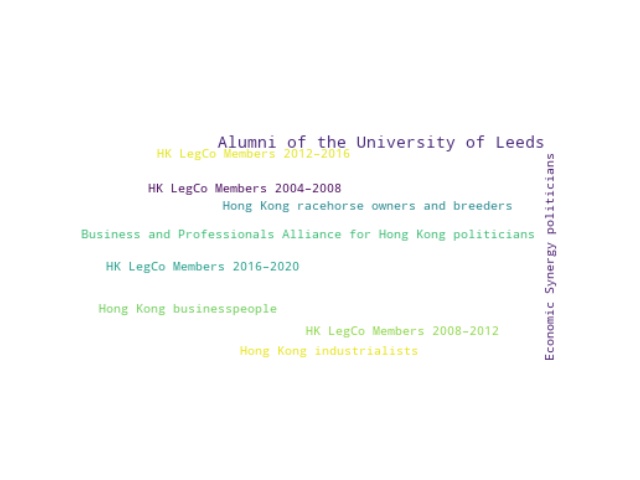 Alumni of the University of Leeds
HK LegCo Members 2012–2016
HK LegCo Members 2004–2008
Hong Kong racehorse owners and breeders
Business and Professionals Alliance for Hong Kong politicians
HK LegCo Members 2016–2020
Hong Kong businesspeople
HK LegCo Members 2008–2012
Hong Kong industrialists
Economic Synergy politicians